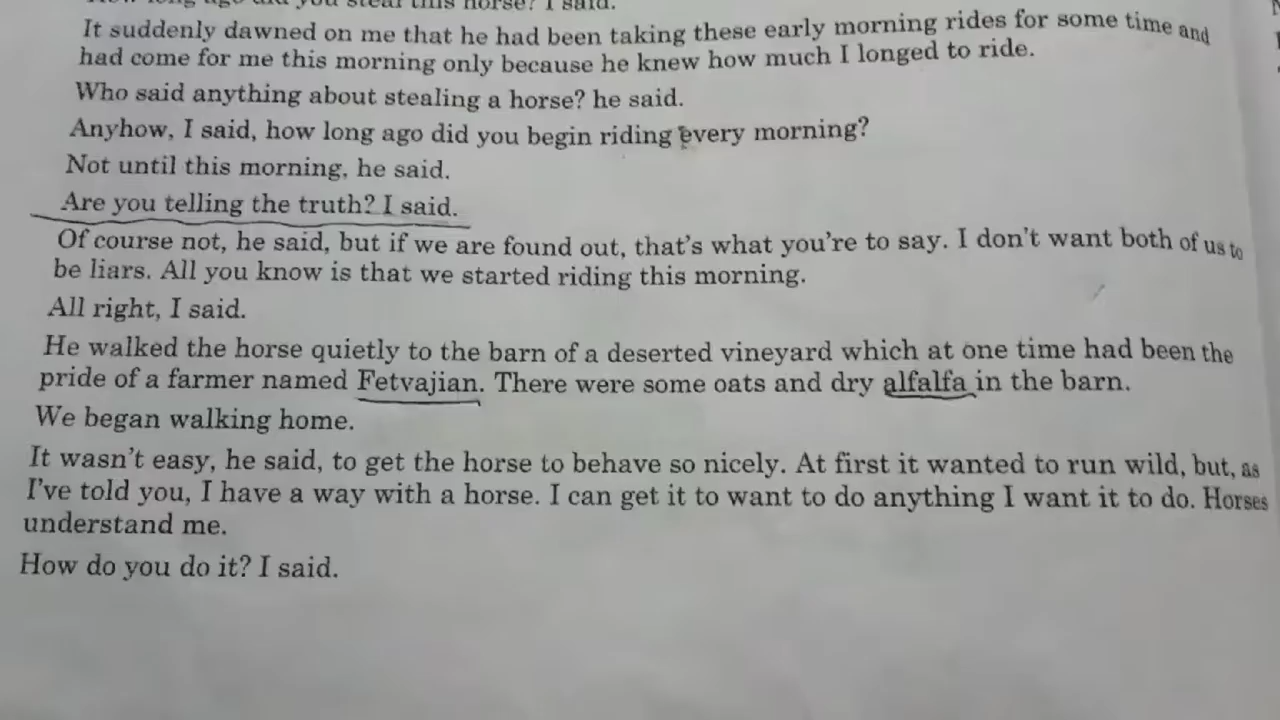 How long ago did you steal this horse? I said.
It suddenly dawned on me that he had been taking these early morning rides for some time and
had come for me this morning only because he knew how much I longed to ride.
Who said anything about stealing a horse? he said.
Anyhow, I said, how long ago did you begin riding every morning?
Not until this morning, he said.
Are you telling the truth? I said.
Of course not, he said, but if we are found out, that's what you're to say. I don't want both of us to
be liars. All you know is that we started riding this morning.
All right, I said.
He walked the horse quietly to the barn of a deserted vineyard which at one time had been the
pride of a farmer named Fetvajian. There were some oats and dry alfalfa in the barn.
We began walking home.
It wasn't easy, he said, to get the horse to behave so nicely. At first it wanted to run wild, but, as
I've told you, I have a way with a horse. I can get it to want to do anything I want it to do. Horses
understand me.
How do you do it? I said.